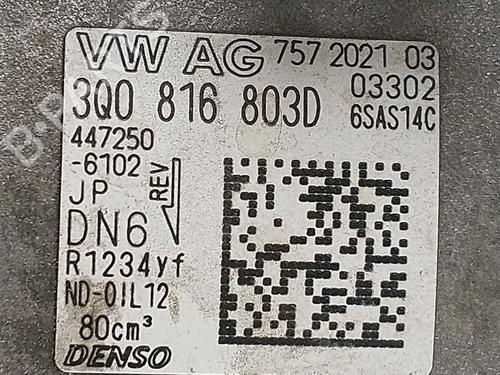 VW AG 757 2021 03
03302
3Q0 816 803D 6SAS14C
447250
-6102
REV
JP
DN6
R1234yf
ND-OIL12
80cm³
DENSO